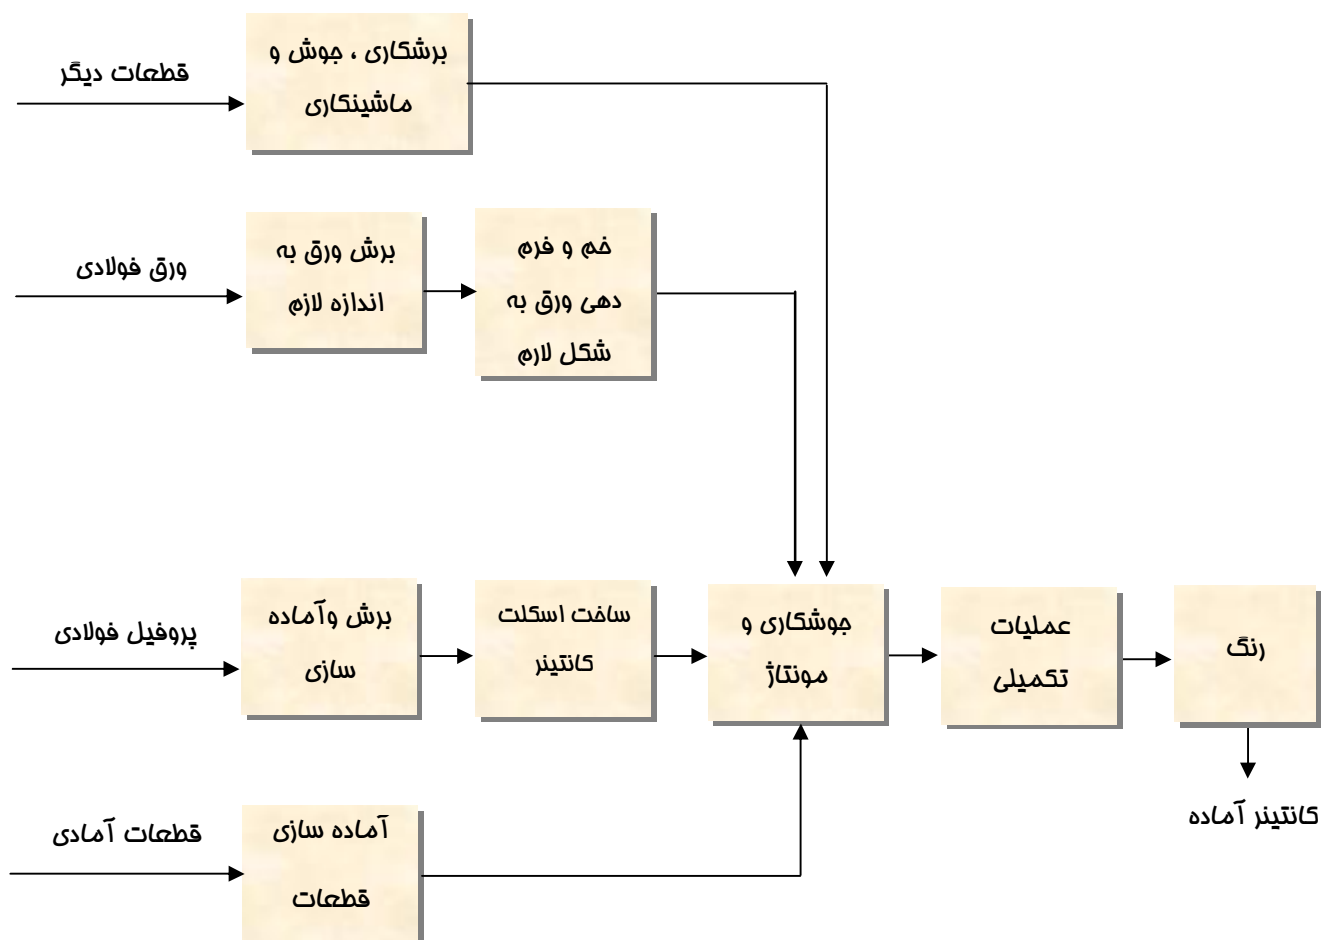 قطعات دیگر
برشکاری ، جوش و
ماشینکاری
ورق فولادی
برش ورق به
اندازه لازم
خم و فرم
دهی ورق به
شکل لارم
پروفیل فولادی
برش وآماده
سازی
ساخت اسکلت
کانتینر
جوشکاری و
مونتاژ
عملیات
تکمیلی
رنگ
کانتینر آماده
قطعات آمادی
آماده سازی
قطعات